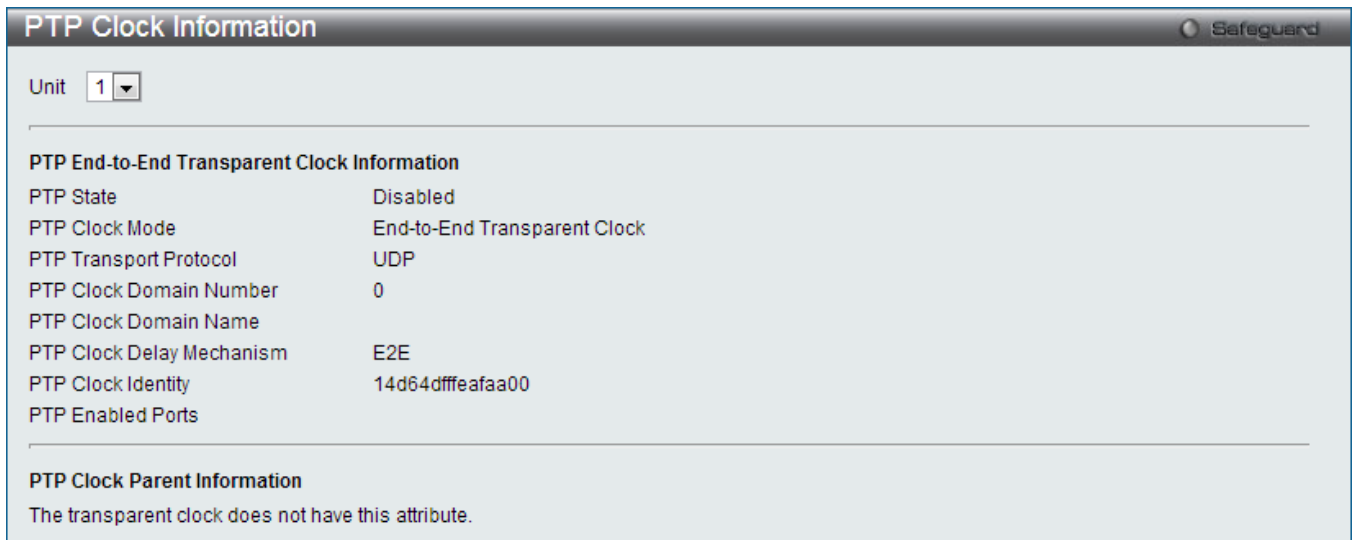 PTP Clock Information Safeguard
Unit 1
PTP End-to-End Transparent Clock Information
PTP State Disabled
PTP Clock Mode End-to-End Transparent Clock
PTP Transport Protocol UDP
PTP Clock Domain Number 0
PTP Clock Domain Name
PTP Clock Delay Mechanism E2E
PTP Clock Identity 14d64dfffeafaa00
PTP Enabled Ports
PTP Clock Parent Information
The transparent clock does not have this attribute.